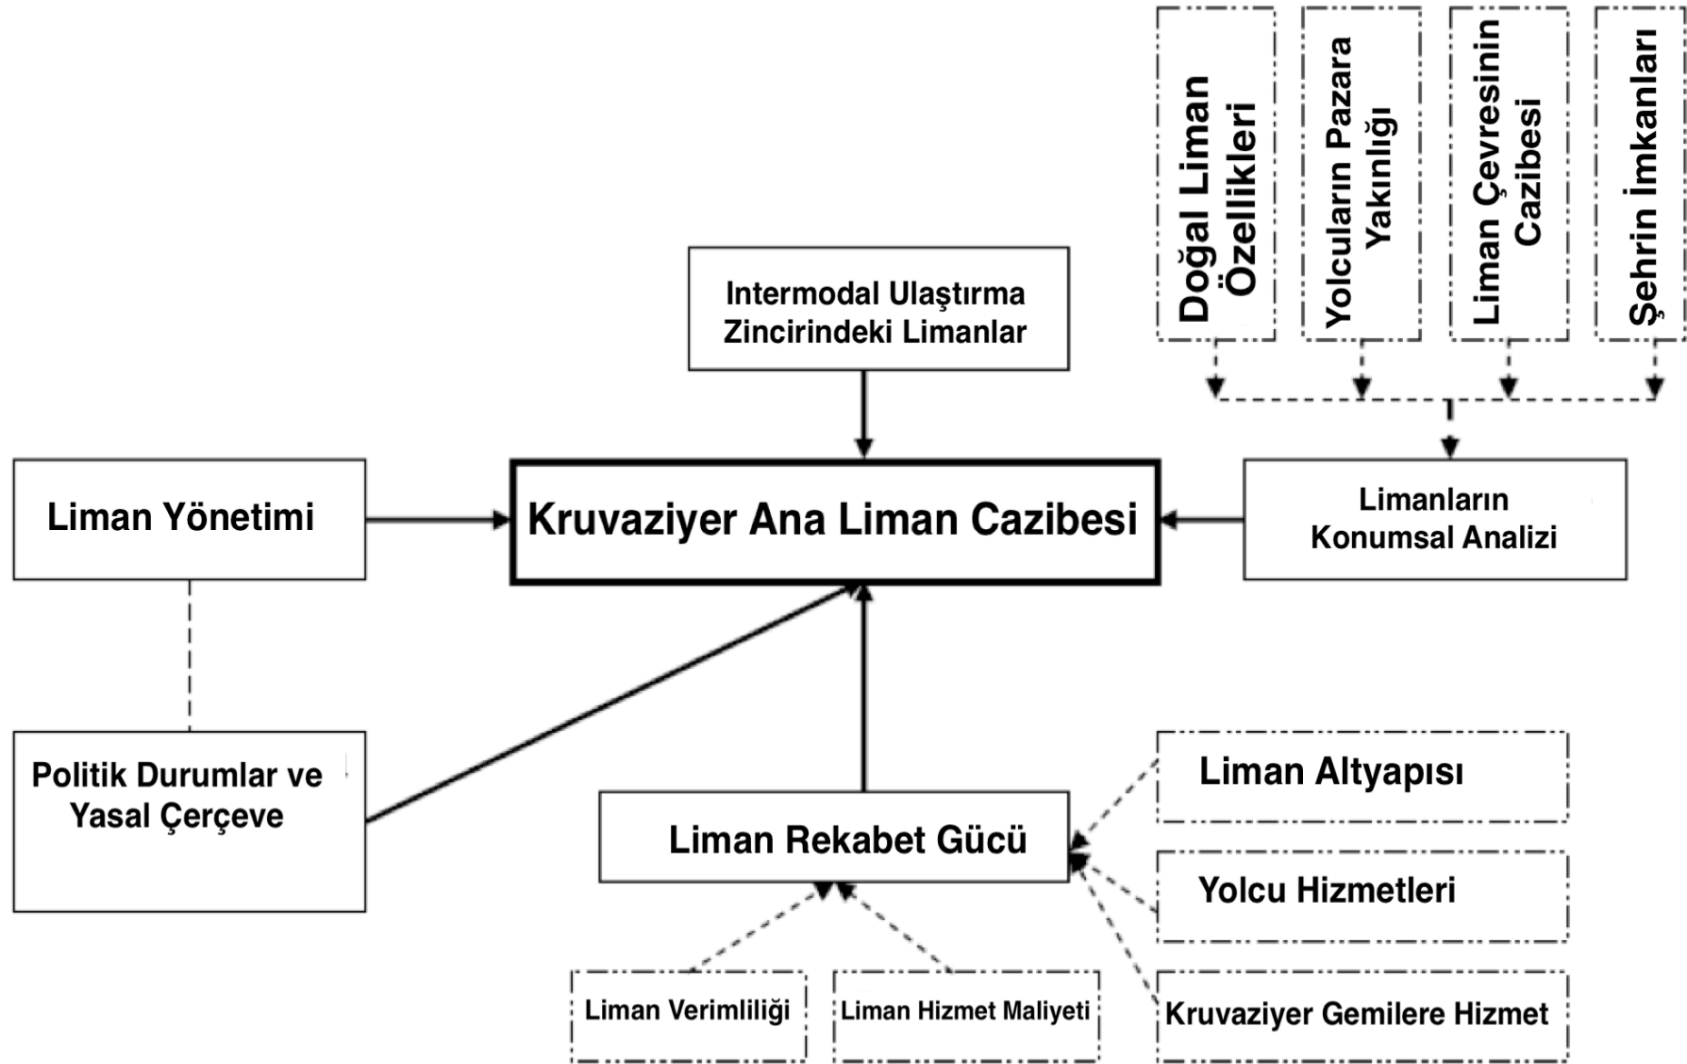 Doğal Liman
Özellikleri
Yolcuların Pazara
Yakınlığı
Liman Çevresinin
Cazibesi
Şehrin İmkanları
Intermodal Ulaştırma
Zincirindeki Limanlar
Liman Yönetimi
Kruvaziyer Ana Liman Cazibesi
Limanların
Konumsal Analizi
Politik Durumlar ve
Yasal Çerçeve
Liman Rekabet Gücü
Liman Altyapısı
Yolcu Hizmetleri
Liman Verimliliği
Liman Hizmet Maliyeti
Kruvaziyer Gemilere Hizmet